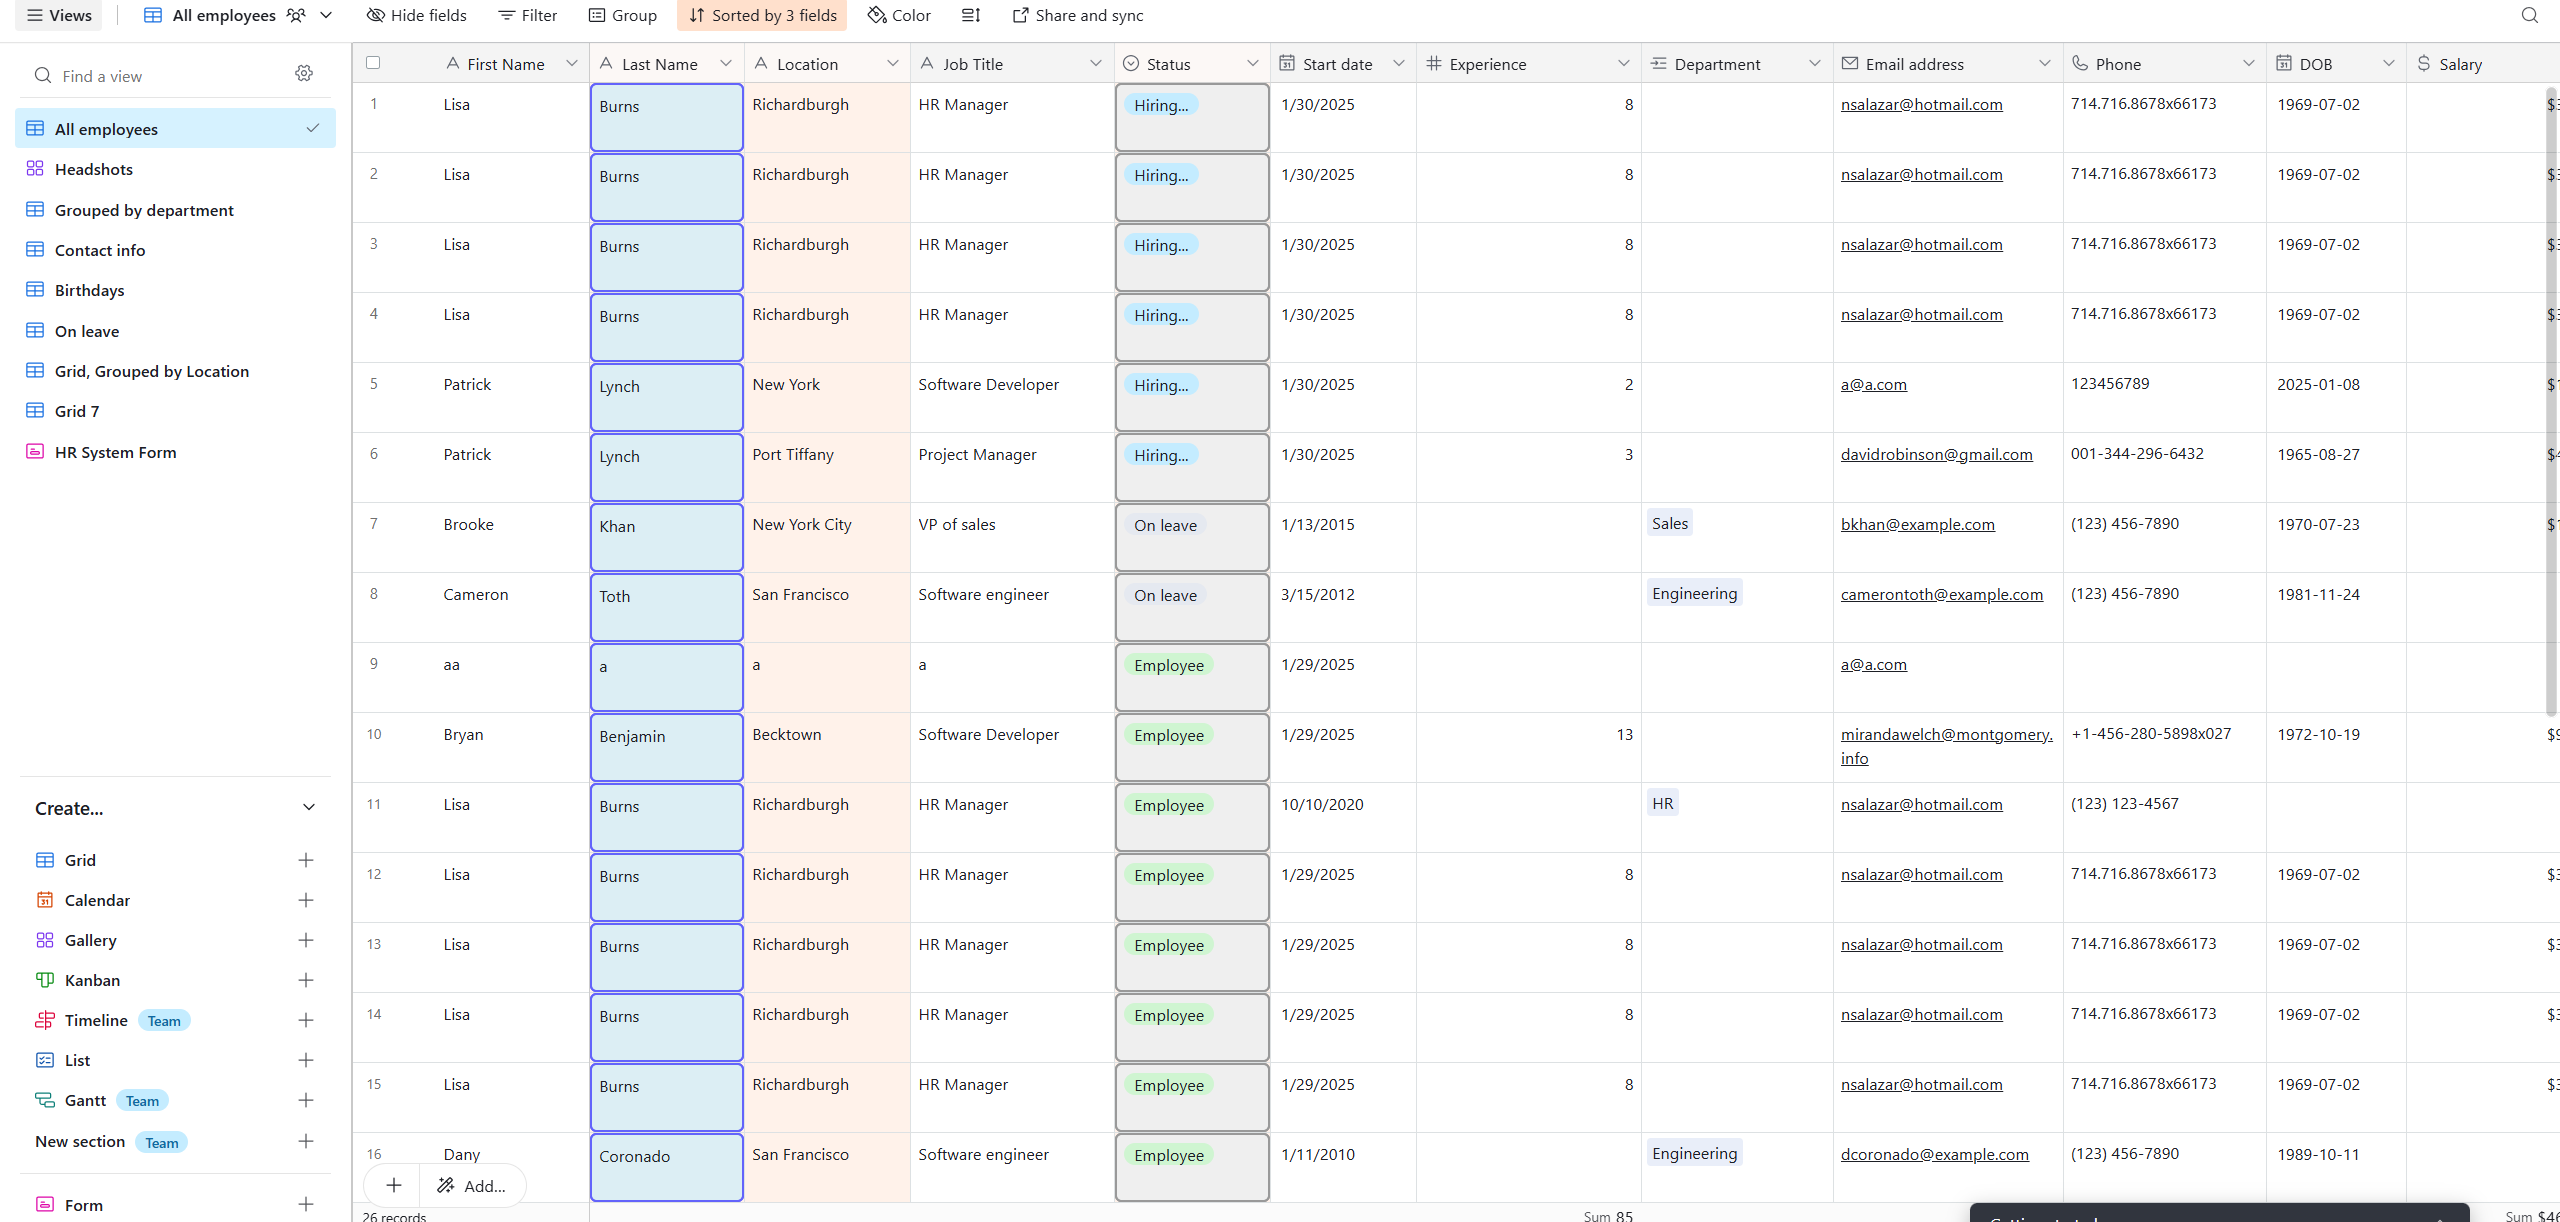 Views
All employees
Hide fields
Filter
Group
Sorted by 3 fields
Color
Share and sync
Find a view
All employees
Headshots
Grouped by department
Contact info
Birthdays
On leave
Grid, Grouped by Location
Grid 7
HR System Form
Create...
Grid
Calendar
Gallery
Kanban
Timeline Team
List
Gantt Team
New section Team
Form
First Name Last Name Location Job Title Status Start date Experience Department Email address Phone DOB Salary
1 Lisa Burns Richardburgh HR Manager Hiring... 1/30/2025 8 nsalazar@hotmail.com 714.716.8678x66173 1969-07-02
2 Lisa Burns Richardburgh HR Manager Hiring... 1/30/2025 8 nsalazar@hotmail.com 714.716.8678x66173 1969-07-02
3 Lisa Burns Richardburgh HR Manager Hiring... 1/30/2025 8 nsalazar@hotmail.com 714.716.8678x66173 1969-07-02
4 Lisa Burns Richardburgh HR Manager Hiring... 1/30/2025 8 nsalazar@hotmail.com 714.716.8678x66173 1969-07-02
5 Patrick Lynch New York Software Developer Hiring... 1/30/2025 2 a@a.com 123456789 2025-01-08
6 Patrick Lynch Port Tiffany Project Manager Hiring... 1/30/2025 3 davidrobinson@gmail.com 001-344-296-6432 1965-08-27
7 Brooke Khan New York City VP of sales On leave 1/13/2015 Sales bkhan@example.com (123) 456-7890 1970-07-23
8 Cameron Toth San Francisco Software engineer On leave 3/15/2012 Engineering camerontoth@example.com (123) 456-7890 1981-11-24
9 aa a a a Employee 1/29/2025 a@a.com
10 Bryan Benjamin Becktown Software Developer Employee 1/29/2025 13 mirandawelch@montgomery. +1-456-280-5898x027 1972-10-19
info
11 Lisa Burns Richardburgh HR Manager Employee 10/10/2020 HR nsalazar@hotmail.com (123) 123-4567
12 Lisa Burns Richardburgh HR Manager Employee 1/29/2025 8 nsalazar@hotmail.com 714.716.8678x66173 1969-07-02
13 Lisa Burns Richardburgh HR Manager Employee 1/29/2025 8 nsalazar@hotmail.com 714.716.8678x66173 1969-07-02
14 Lisa Burns Richardburgh HR Manager Employee 1/29/2025 8 nsalazar@hotmail.com 714.716.8678x66173 1969-07-02
15 Lisa Burns Richardburgh HR Manager Employee 1/29/2025 8 nsalazar@hotmail.com 714.716.8678x66173 1969-07-02
16 Dany Coronado San Francisco Software engineer Employee 1/11/2010 Engineering dcoronado@example.com (123) 456-7890 1989-10-11
Add...
26 records Sum 85 Sum